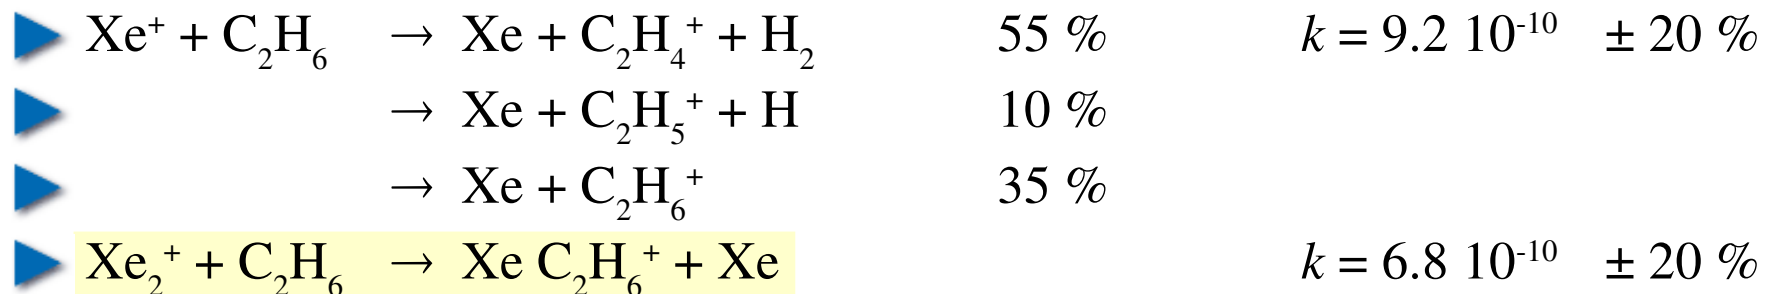 Xe⁺ + C₂H₆ → Xe + C₂H₄⁺ + H₂ 55 % k = 9.2 10⁻¹⁰ ± 20 %
→ Xe + C₂H₅⁺ + H 10 %
→ Xe + C₂H₆⁺ 35 %
Xe₂⁺ + C₂H₆ → Xe C₂H₆⁺ + Xe k = 6.8 10⁻¹⁰ ± 20 %